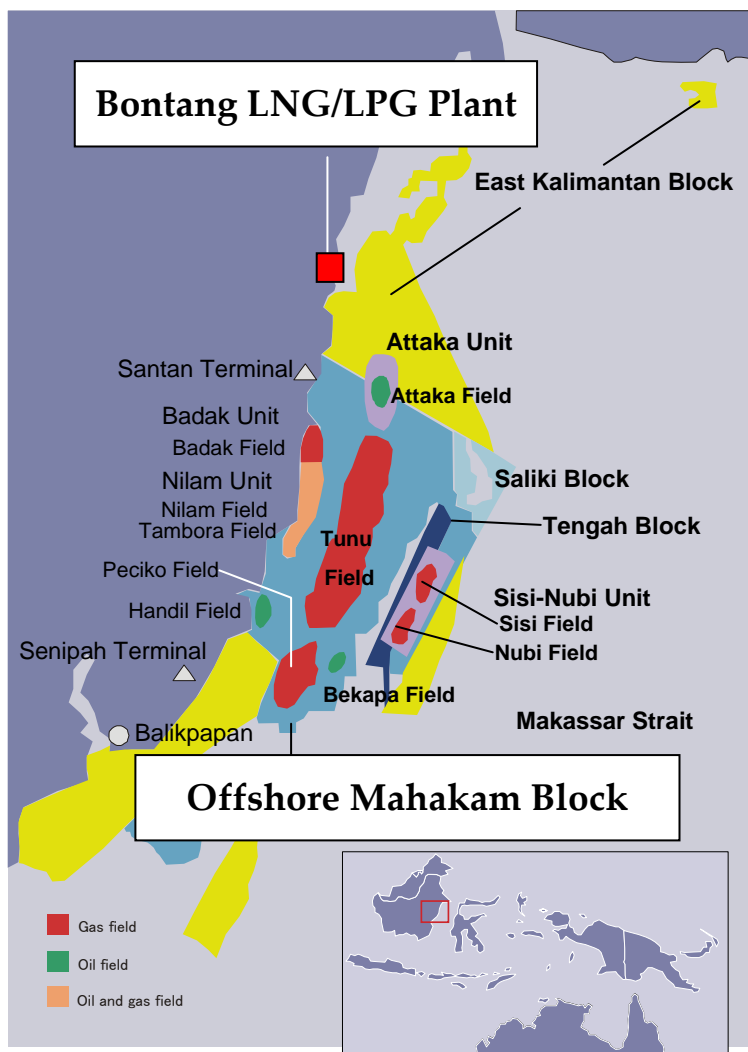 Bontang LNG/LPG Plant
East Kalimantan Block
Attaka Unit
Santan Terminal
Attaka Field
Badak Unit
Badak Field
Saliki Block
Nilam Unit
Nilam Field
Tengah Block
Tambora Field
Tunu
Field
Peciko Field
Sisi-Nubi Unit
Handil Field
Sisi Field
Senipah Terminal
Nubi Field
Bekapa Field
Makassar Strait
Balikpapan
Offshore Mahakam Block
Gas field
Oil field
Oil and gas field